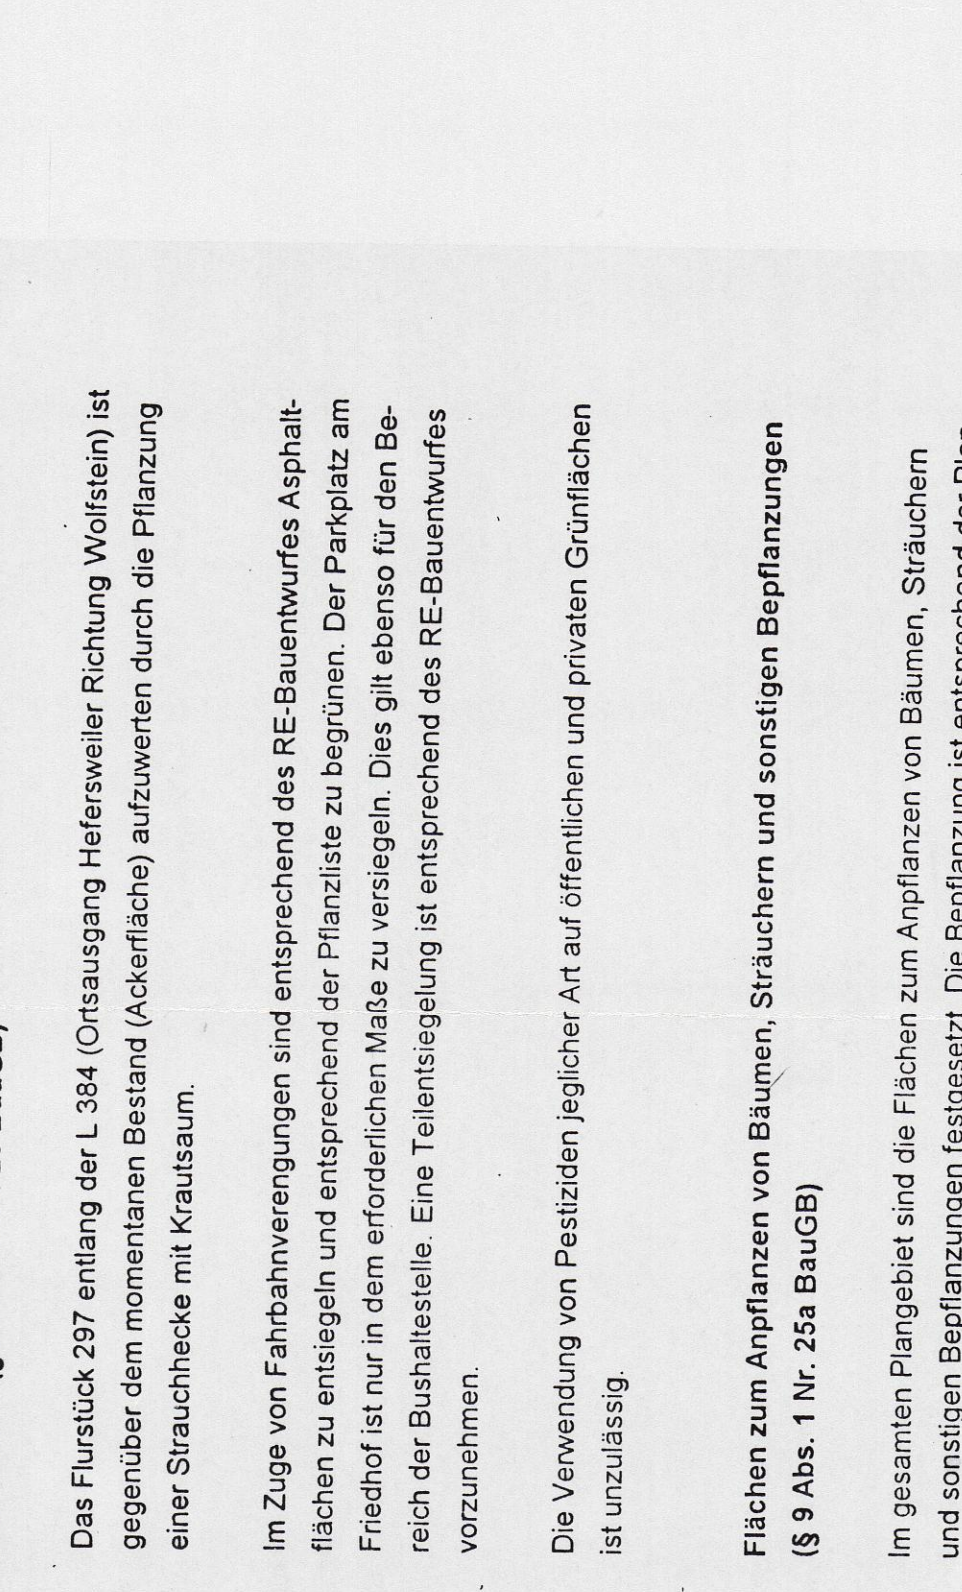 Das Flurstück 297 entlang der L 384 (Ortsausgang Hefersweiler Richtung Wolfstein) ist
gegenüber dem momentanen Bestand (Ackerfläche) aufzuwerten durch die Pflanzung
einer Strauchhecke mit Krautsaum.
Im Zuge von Fahrbahnverengungen sind entsprechend des RE-Bauentwurfes Asphalt-
flächen zu entsiegeln und entsprechend der Pflanzliste zu begrünen. Der Parkplatz am
Friedhof ist nur in dem erforderlichen Maße zu versiegeln. Dies gilt ebenso für den Be-
reich der Bushaltestelle. Eine Teilentsiegelung ist entsprechend des RE-Bauentwurfes
vorzunehmen.
Die Verwendung von Pestiziden jeglicher Art auf öffentlichen und privaten Grünflächen
ist unzulässig.
Flächen zum Anpflanzen von Bäumen, Sträuchern und sonstigen Bepflanzungen
(§ 9 Abs. 1 Nr. 25a BauGB)
Im gesamten Plangebiet sind die Flächen zum Anpflanzen von Bäumen, Sträuchern
und sonstigen Bepflanzungen festgesetzt. Die Bepflanzung ist entsprechend der Plan-